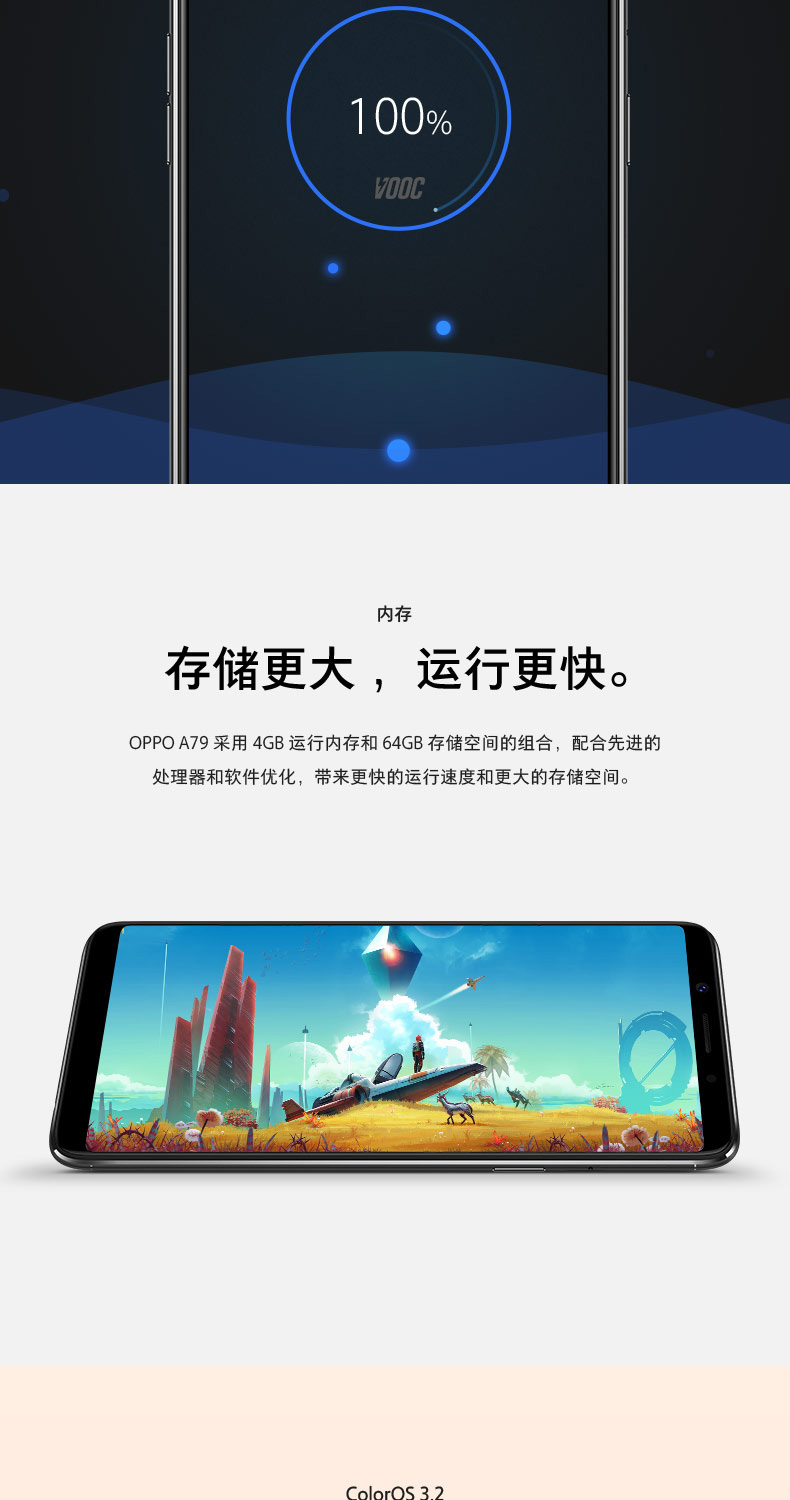 100%
VOOC
内存
存储更大，运行更快。
OPPO A79 采用 4GB 运行内存和 64GB 存储空间的组合，配合先进的
处理器和软件优化，带来更快的运行速度和更大的存储空间。
ColorOS 3.2